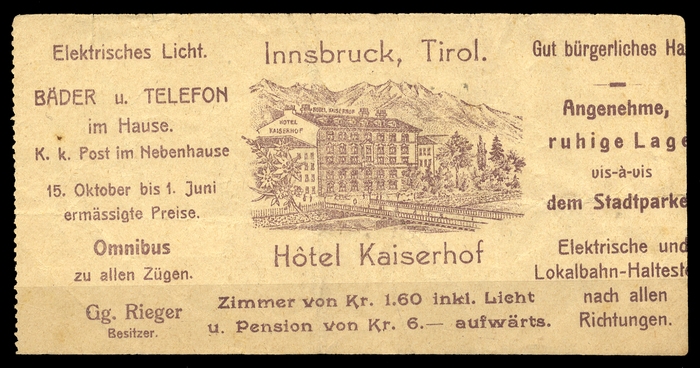 Elektrisches Licht.
BÄDER u. TELEFON
im Hause.
K. k. Post im Nebenhause
15. Oktober bis 1. Juni
ermässigte Preise.
Omnibus
zu allen Zügen.
Gg. Rieger
Besitzer.
Innsbruck, Tirol.
HOTEL KAISERHOF
HOTEL
KAISERHOF
Hôtel Kaiserhof
Zimmer von Kr. 1.60 inkl. Licht
u. Pension von Kr. 6.— aufwärts.
Gut bürgerliches Ha
Angenehme,
ruhige Lage
vis-à-vis
dem Stadtparke
Elektrische und
Lokalbahn-Halteste
nach allen
Richtungen.